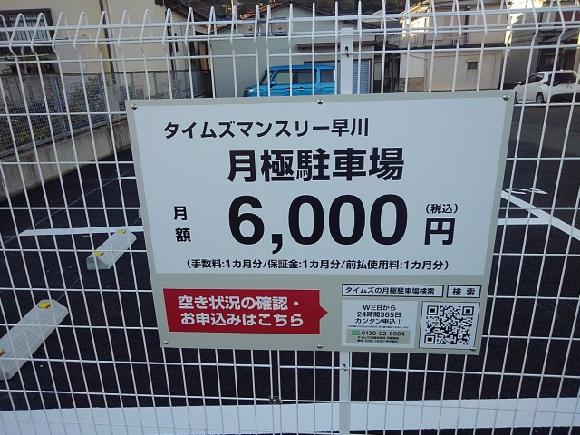 タイムズマンスリー早川
月極駐車場
月額 6,000円 (税込)
(手数料:1カ月分/保証金:1カ月分/前払使用料:1カ月分)
空き状況の確認・
お申込みはこちら
タイムズの月極駐車場検索 検索
WEBから
24時間365日
カンタン申込!